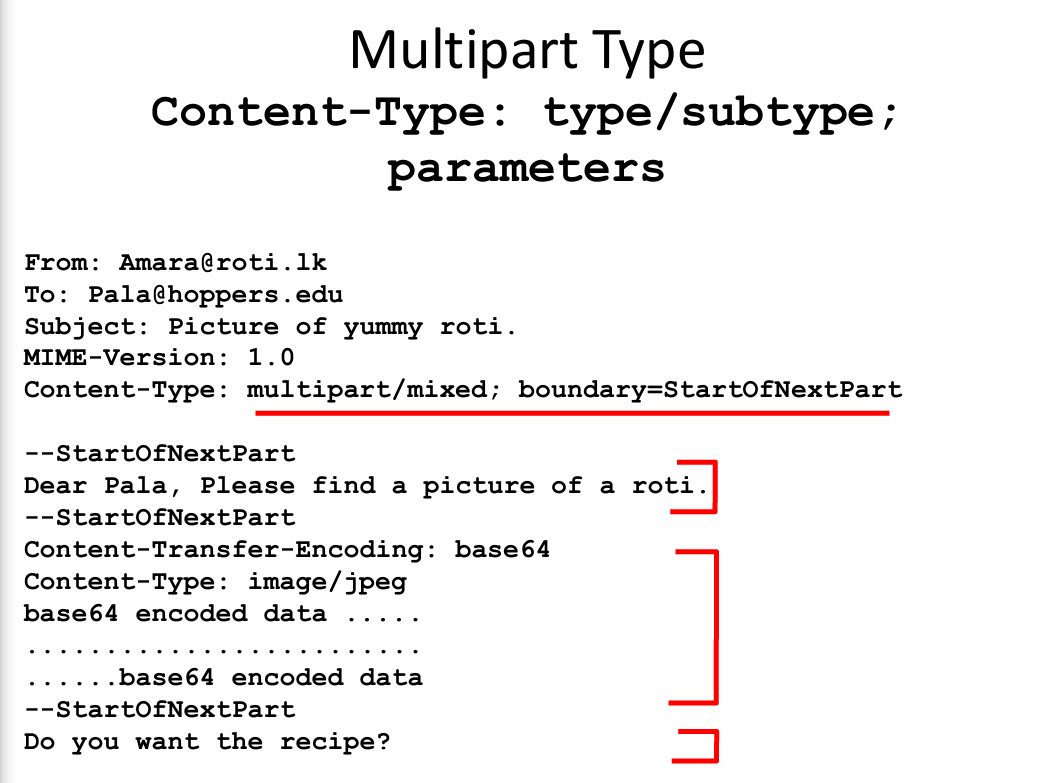 Multipart Type
Content-Type: type/subtype;
parameters
From: Amara@roti.lk
To: Pala@hoppers.edu
Subject: Picture of yummy roti.
MIME-Version: 1.0
Content-Type: multipart/mixed; boundary=StartOfNextPart
--StartOfNextPart
Dear Pala, Please find a picture of a roti.
--StartOfNextPart
Content-Transfer-Encoding: base64
Content-Type: image/jpeg
base64 encoded data .....
.........................
......base64 encoded data
--StartOfNextPart
Do you want the recipe?